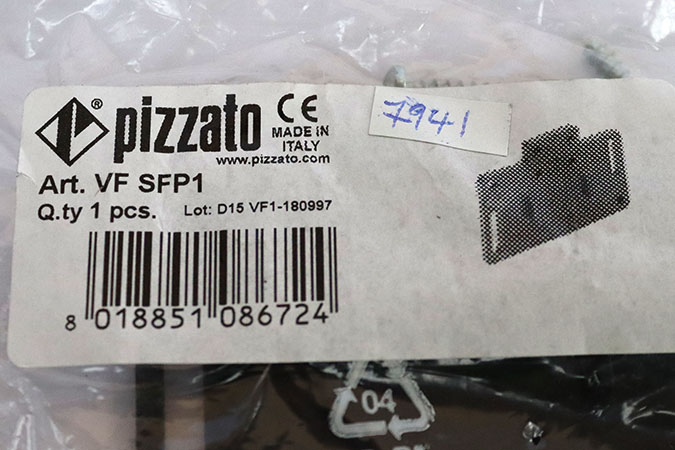 ® pizzato CE
MADE IN
ITALY
www.pizzato.com
7941
Art. VF SFP1
Q.ty 1 pcs. Lot: D15 VF1-180997
8 018851 086724
04